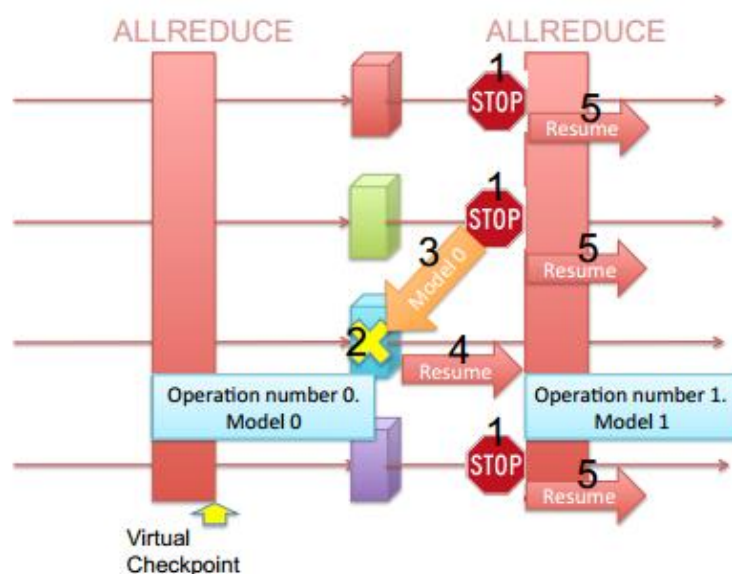 ALLREDUCE
ALLREDUCE
1
STOP
5
Resume
1
STOP
3
Model 0
5
Resume
2
4
Resume
Operation number 0.
Model 0
Operation number 1.
Model 1
1
STOP
5
Resume
Virtual
Checkpoint